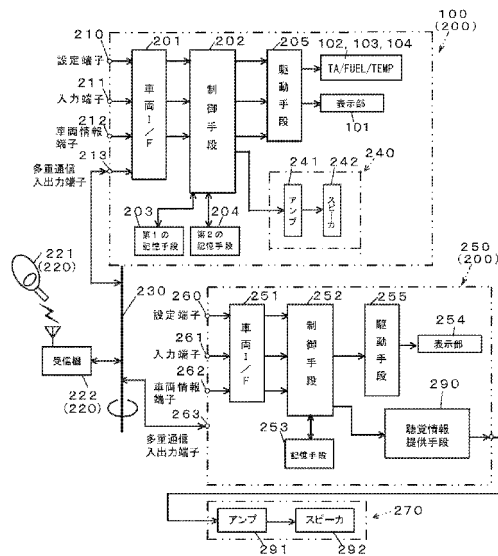 210 201 202 205 102, 103, 104 100 (200)
設定端子
211
入力端子
212
車両情報
端子
213
多重通信
入出力端子
車両I/F
制御手段
駆動手段
TA/FUEL/TEMP
表示部
101
241 242 240
アンプ
スピーカ
203 204
第1の
記憶手段
第2の
記憶手段
221
(220)
230
受信機
222
(220)
250
(200)
260 251 252 255 254
設定端子
261
入力端子
262
車両情報
端子
263
多重通信
入出力端子
車両I/F
制御手段
駆動手段
表示部
290
聴覚情報
提供手段
253
記憶手段
270
アンプ
スピーカ
291 292